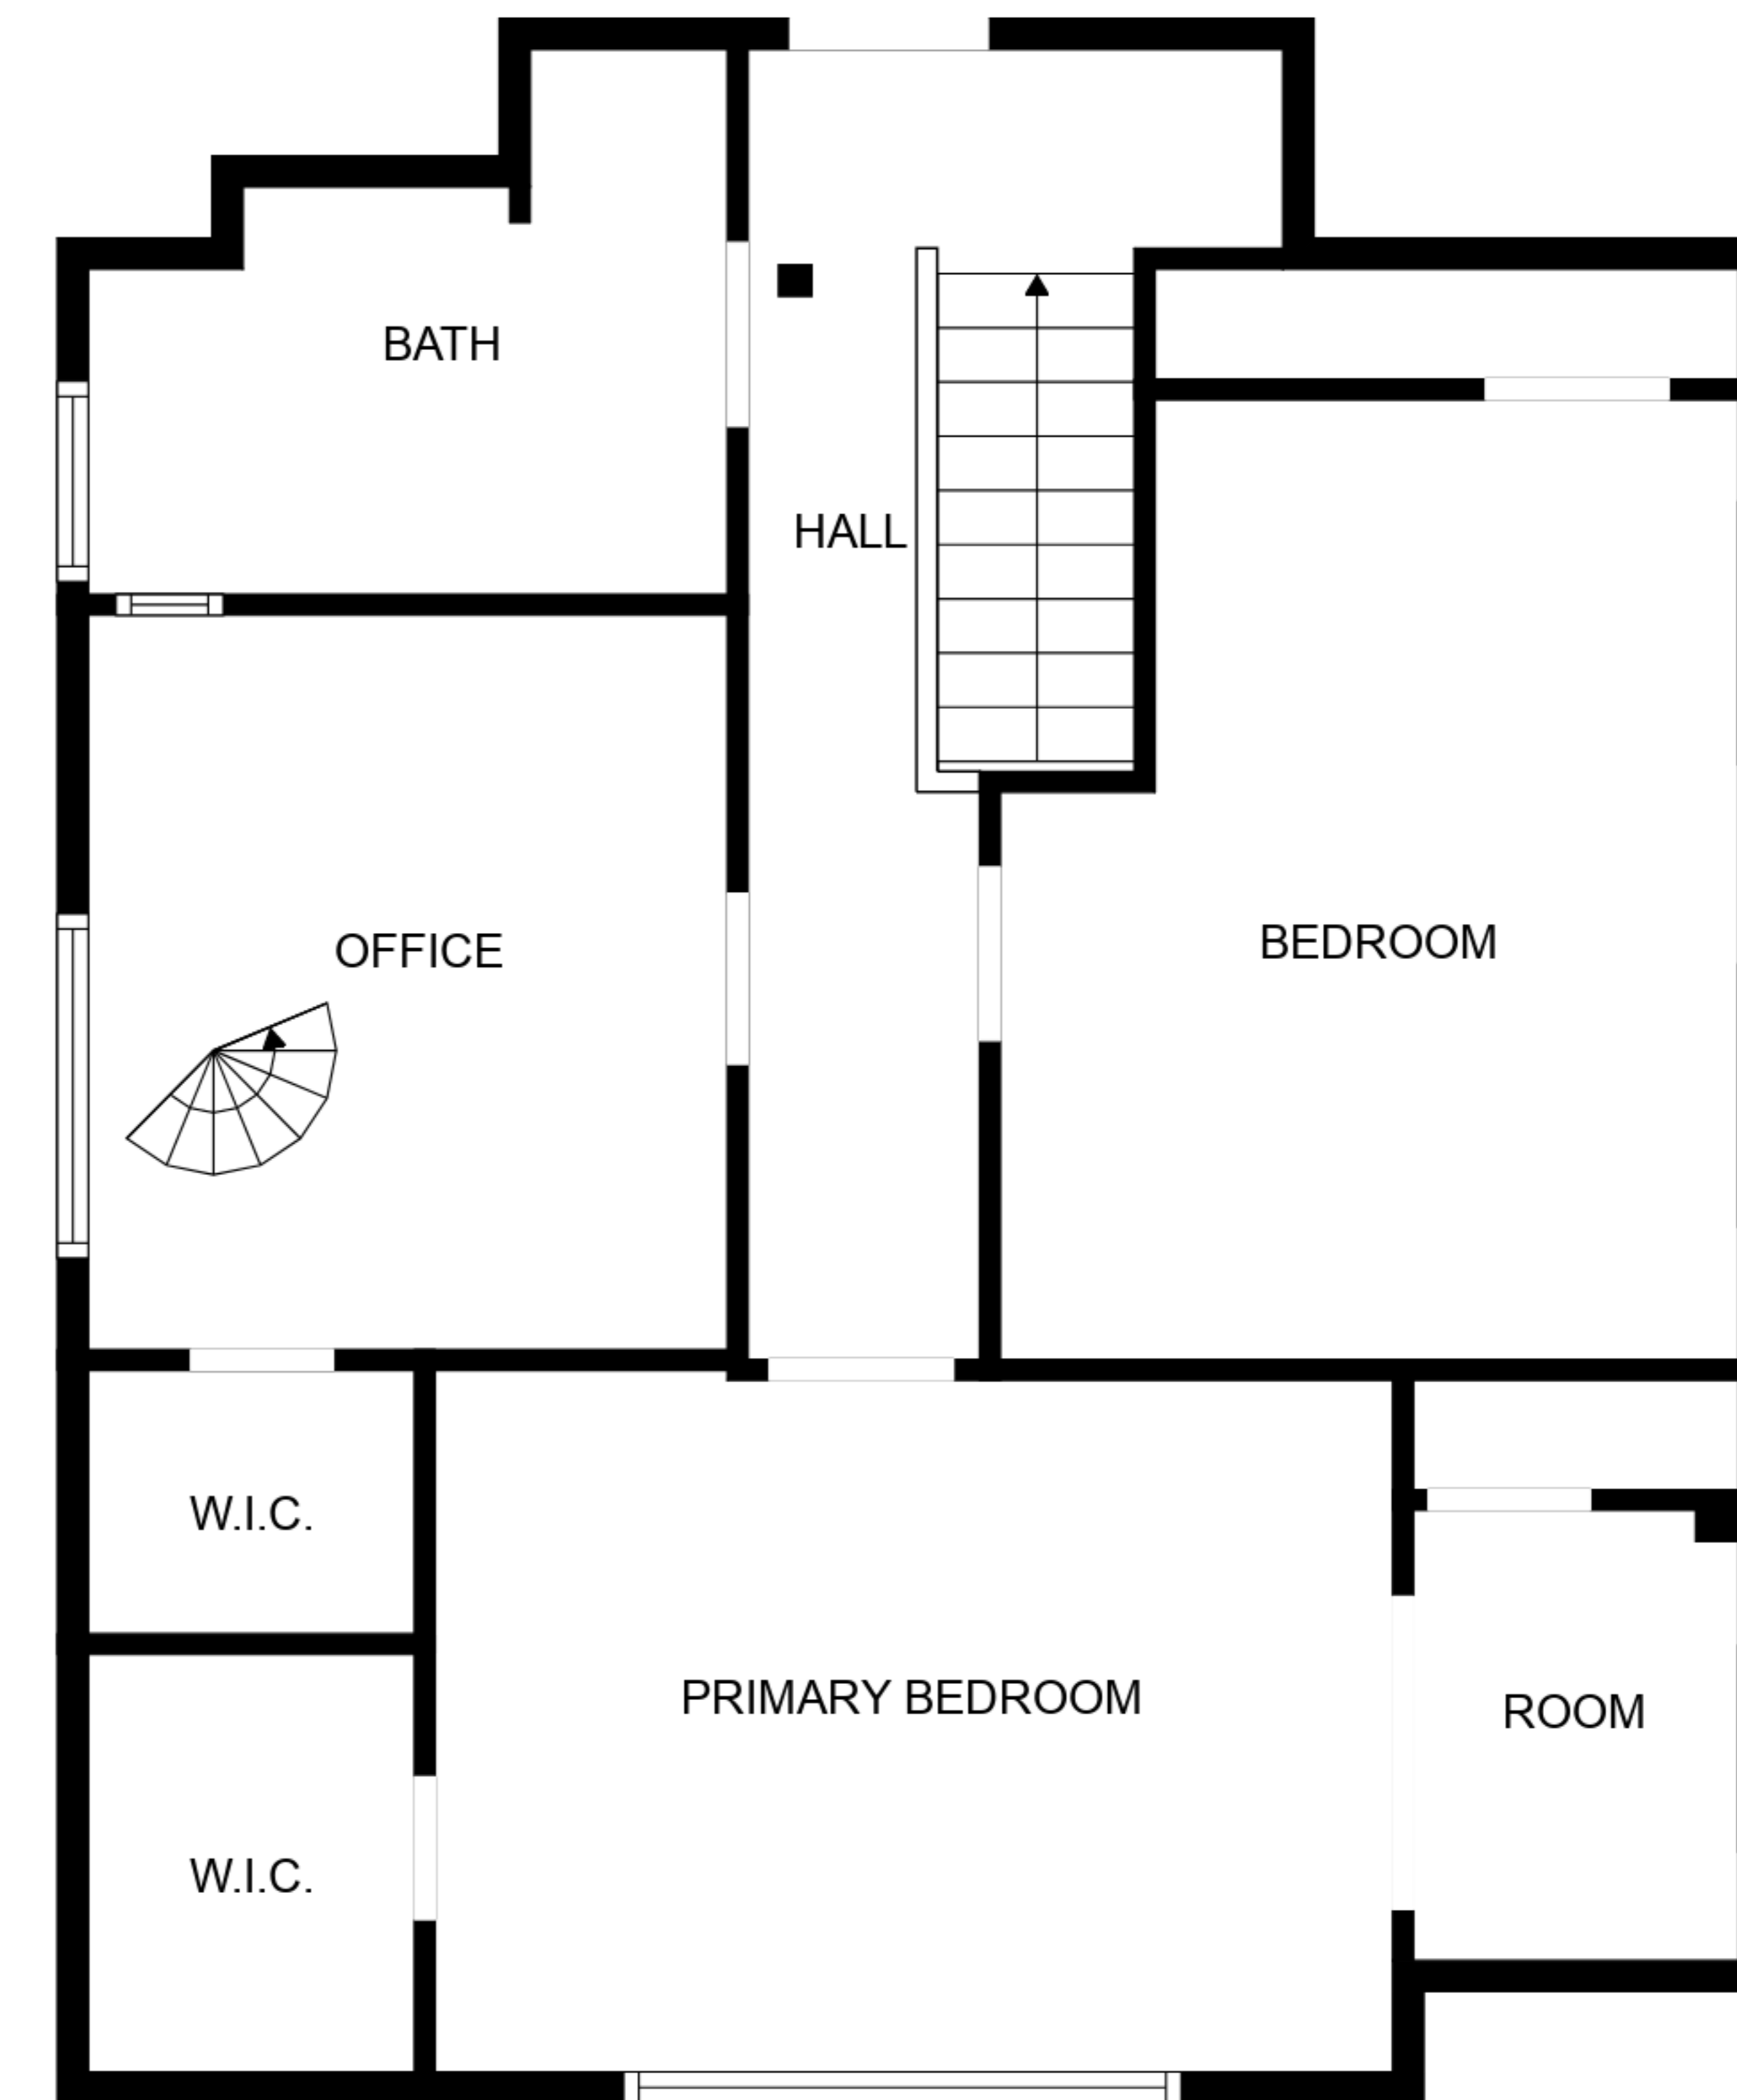 BATH
HALL
OFFICE
BEDROOM
W.I.C.
PRIMARY BEDROOM
ROOM
W.I.C.